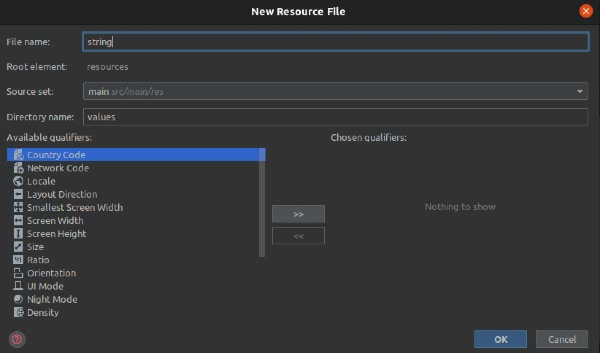 New Resource File
File name: string
Root element: resources
Source set: main src/main/res
Directory name: values
Available qualifiers: Chosen qualifiers:
Country Code
Network Code
Locale
Layout Direction
Smallest Screen Width
Screen Width
Screen Height
Size
Ratio
Orientation
UI Mode
Night Mode
Density
>>
<<
Nothing to show
?
OK Cancel